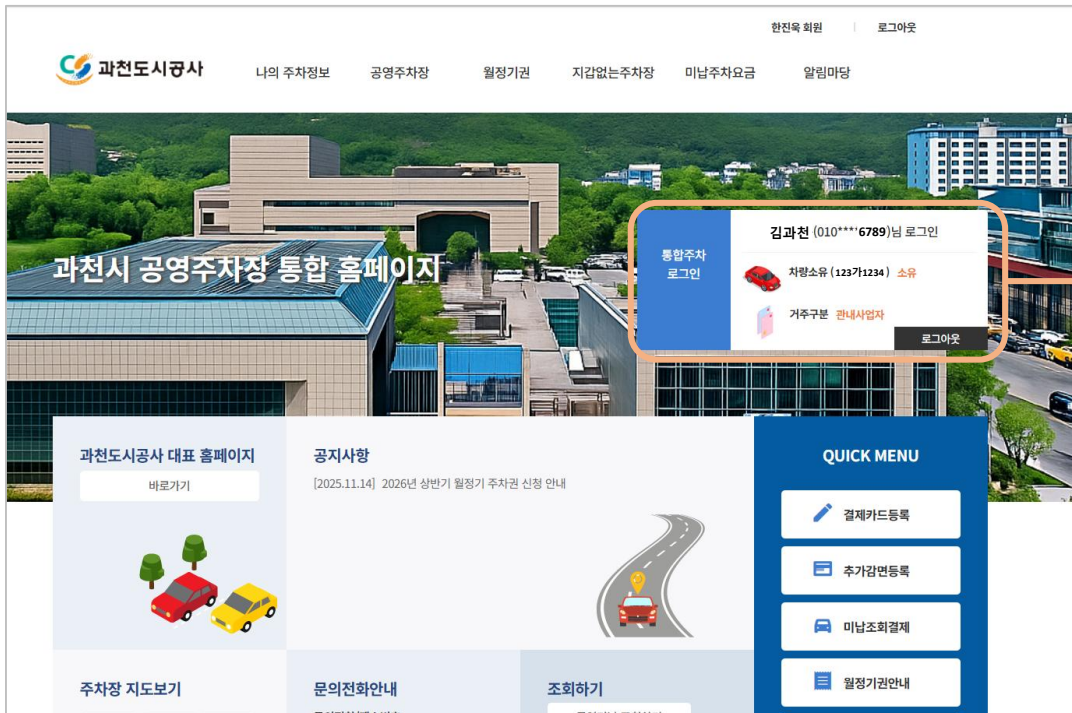 한진욱 회원
로그아웃
과천도시공사
나의 주차정보
공영주차장
월정기권
지갑없는주차장
미납주차요금
알림마당
과천시 공영주차장 통합 홈페이지
통합주차
로그인
김과천 (010***'6789)님 로그인
차량소유 ( 123가1234 ) 소유
거주구분 관내사업자
로그아웃
과천도시공사 대표 홈페이지
바로가기
공지사항
[2025.11.14] 2026년 상반기 월정기 주차권 신청 안내
QUICK MENU
결제카드등록
추가감면등록
미납조회결제
월정기권안내
주차장 지도보기
문의전화안내
조회하기